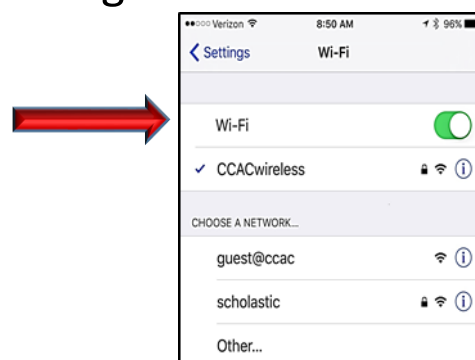 Verizon 8:50 AM 96%
Settings Wi-Fi
Wi-Fi
CCACwireless
CHOOSE A NETWORK...
guest@ccac
scholastic
Other...